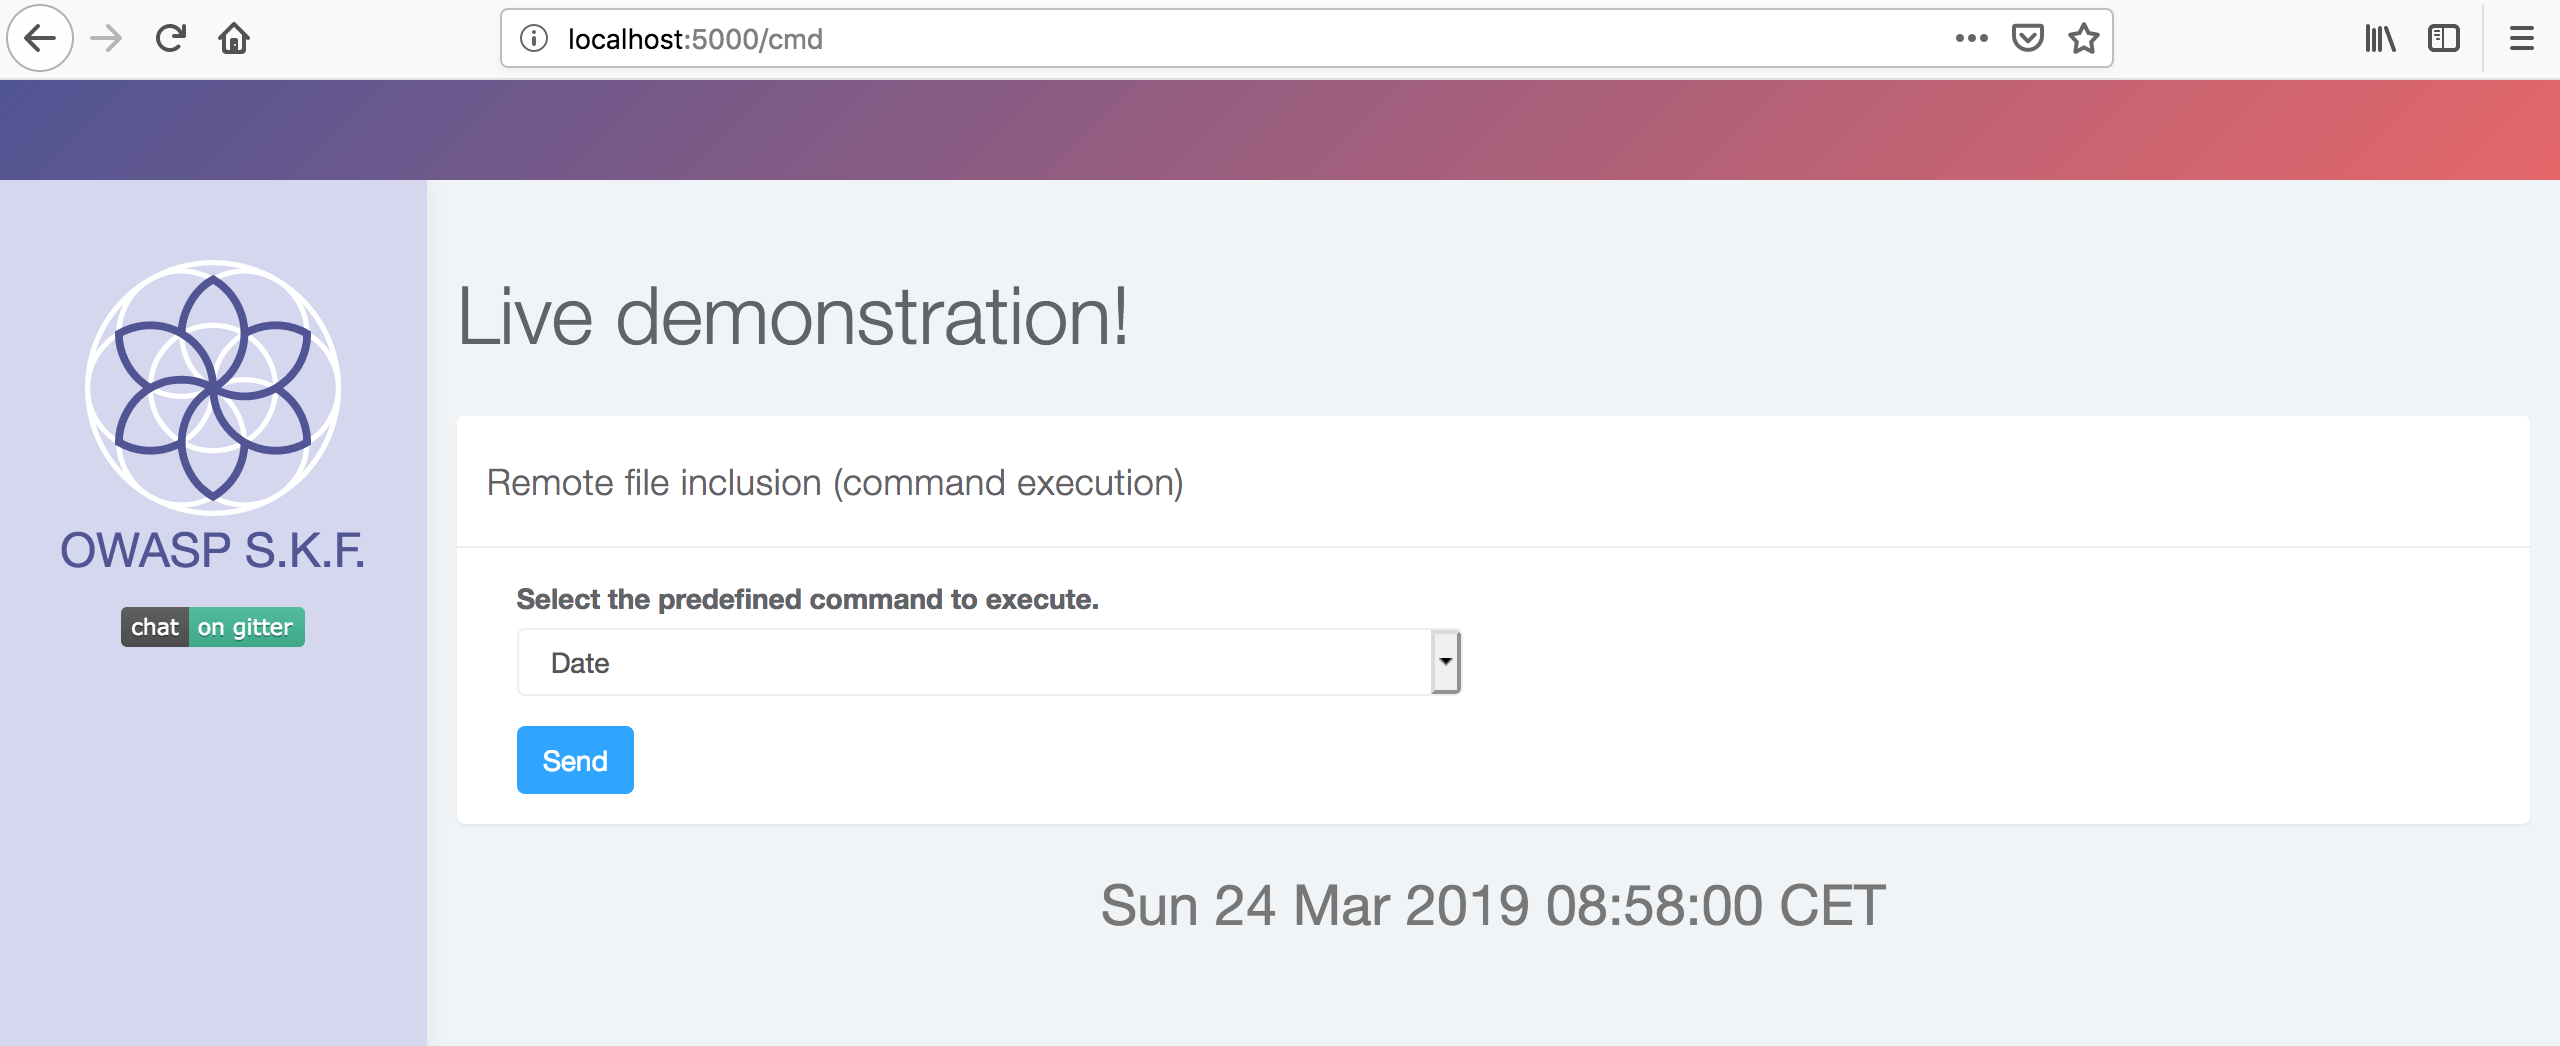 localhost:5000/cmd
OWASP S.K.F.
chat on gitter
Live demonstration!
Remote file inclusion (command execution)
Select the predefined command to execute.
Date
Send
Sun 24 Mar 2019 08:58:00 CET